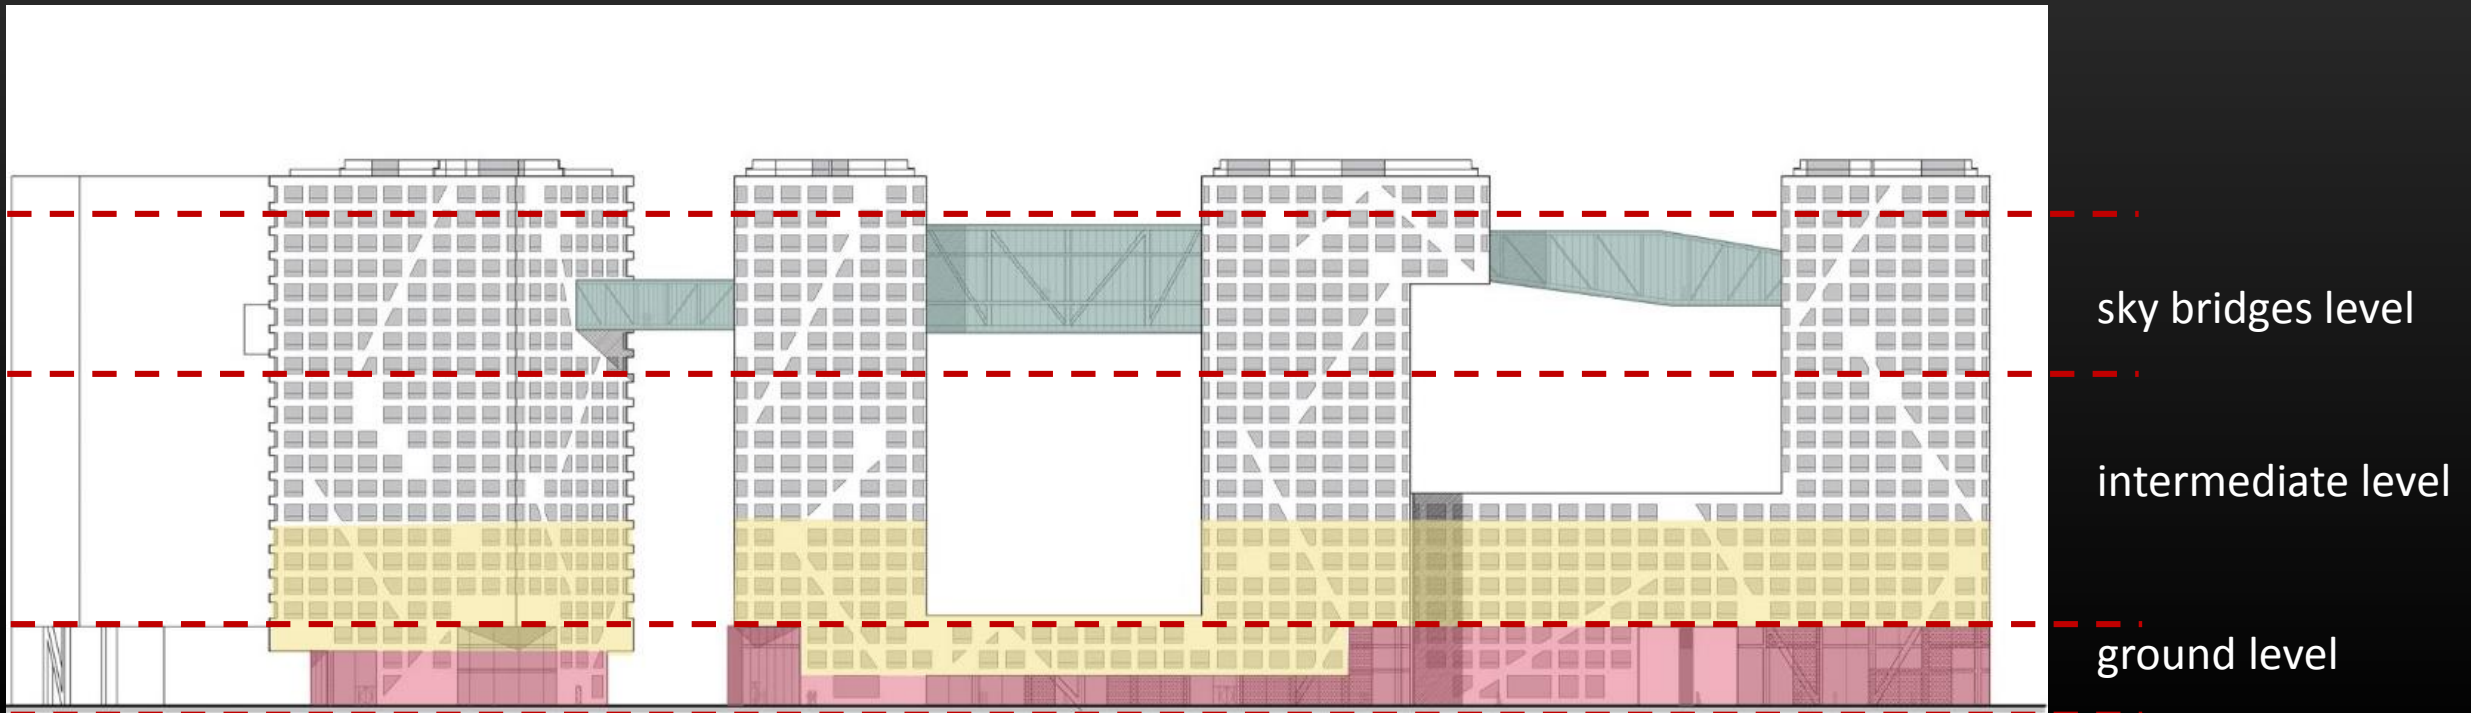 sky bridges level
intermediate level
ground level